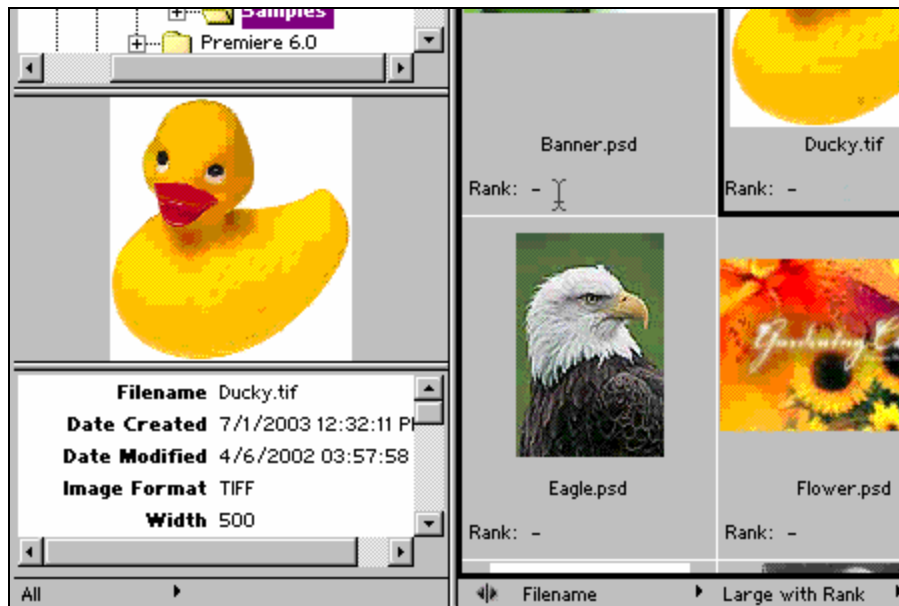 Samples
Premiere 6.0
Filename Ducky.tif
Date Created 7/1/2003 12:32:11 P
Date Modified 4/6/2002 03:57:58
Image Format TIFF
Width 500
All
Banner.psd
Ducky.tif
Rank: -
Rank: -
Gardening
Eagle.psd
Flower.psd
Rank: -
Rank: -
Filename
Large with Rank